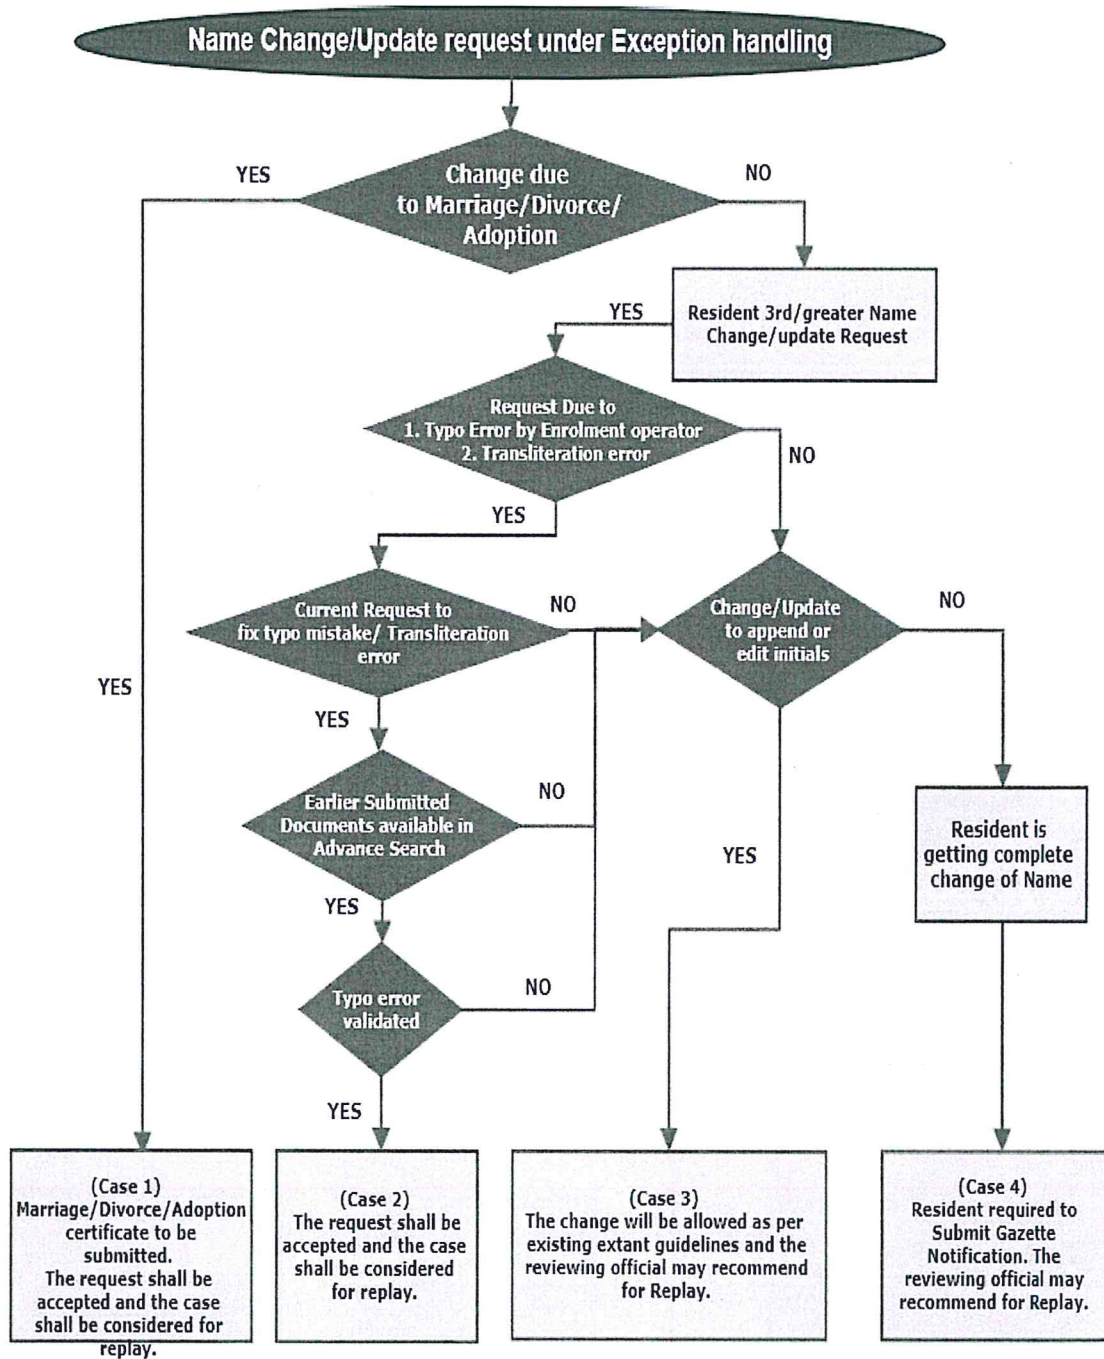 Name Change/Update request under Exception handling
YES
Change due
to Marriage/Divorce/
Adoption
NO
YES
Resident 3rd/greater Name
Change/update Request
Request Due to
1. Typo Error by Enrolment operator
2. Transliteration error
NO
YES
Current Request to
fix typo mistake/ Transliteration
error
NO
Change/Update
to append or
edit initials
NO
YES
YES
Earlier Submitted
Documents available in
Advance Search
NO
YES
Resident is
getting complete
change of Name
YES
Typo error
validated
NO
YES
(Case 1)
Marriage/Divorce/Adoption
certificate to be
submitted.
The request shall be
accepted and the case
shall be considered for
replay.
(Case 2)
The request shall be
accepted and the case
shall be considered
for replay.
(Case 3)
The change will be allowed as per
existing extant guidelines and the
reviewing official may recommend
for Replay.
(Case 4)
Resident required to
Submit Gazette
Notification. The
reviewing official may
recommend for Replay.